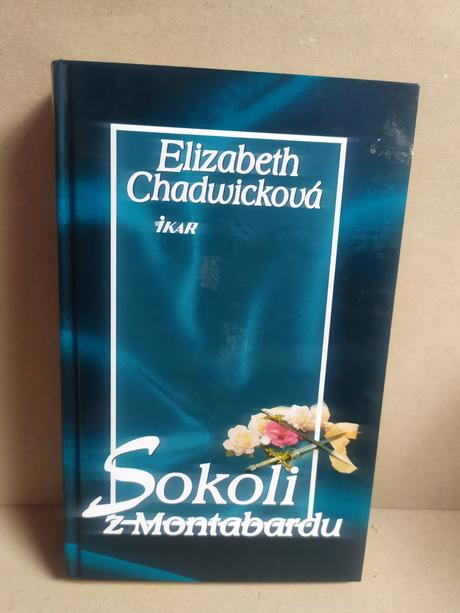 Elizabeth
Chadwicková
iKAR
Sokoli
z Montabardu